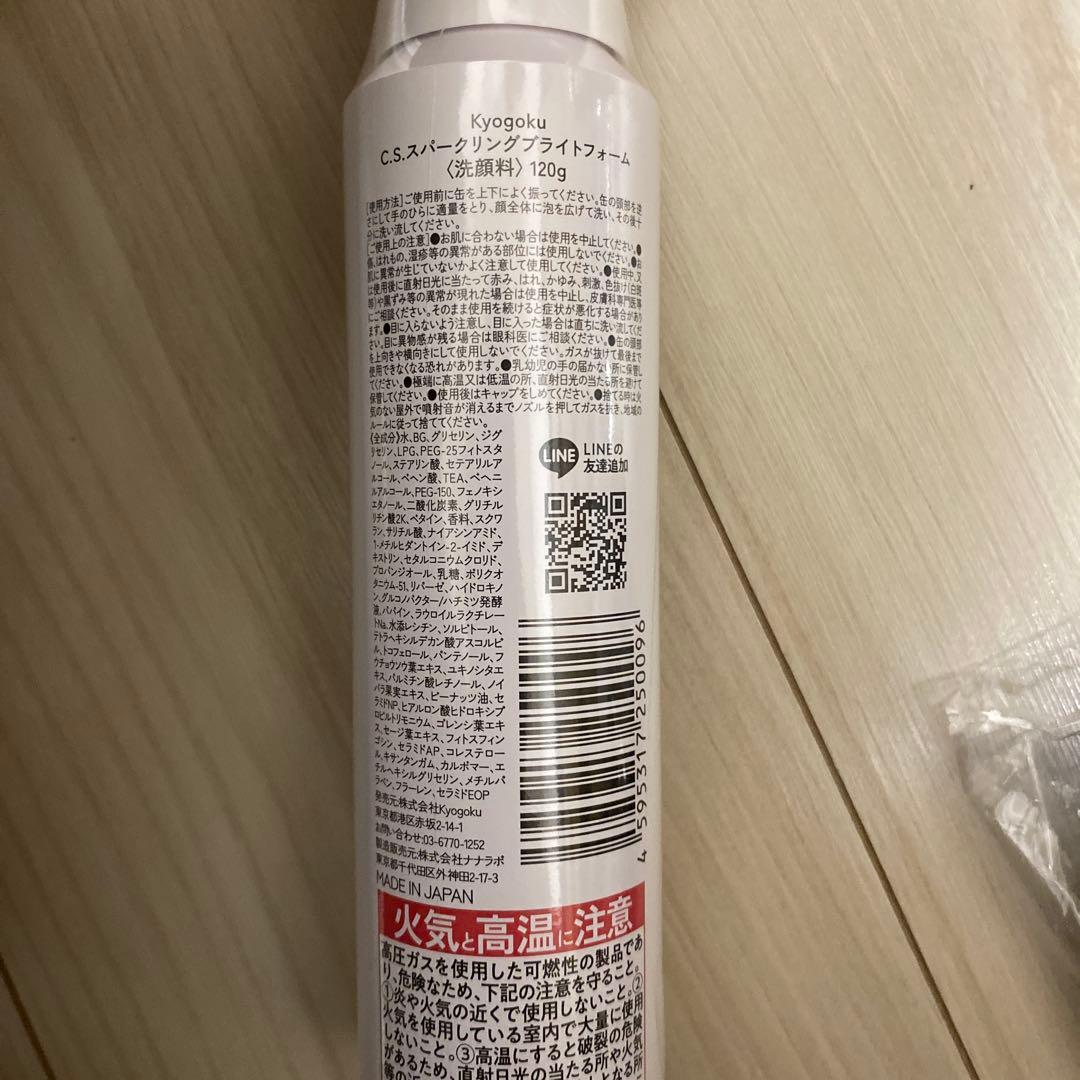 Kyogoku
C.S.スパークリングブライトフォーム
〈洗顔料〉120g
[使用方法]ご使用前に缶を上下によく振ってください。缶の頭部を逆
さにして手のひらに適量をとり、顔全体に泡を広げて洗い、その後十
分に洗い流してください。
[ご使用上の注意]●お肌に合わない場合は使用を中止してください。●
傷、はれもの、湿疹等の異常がある部位には使用しないでください。●お
肌に異常が生じていないかよく注意して使用してください。●使用中、又
は使用後に直射日光に当たって赤み、はれ、かゆみ、刺激、色抜け(白斑
等)や黒ずみ等の異常が現れた場合は使用を中止し、皮膚科専門医等
にご相談ください。そのまま使用を続けると症状が悪化する場合があり
ます。●目に入らないよう注意し、目に入った場合は直ちに洗い流してくだ
さい。目に異物感が残る場合は眼科医にご相談ください。●缶の頭部
を上向きや横向きにして使用しないでください。ガスが抜けて最後まで
使用できなくなる恐れがあります。●乳幼児の手の届かない所に保管し
てください。●極端に高温又は低温の所、直射日光の当たる所を避けて
保管してください。●使用後はキャップをしめてください。●捨てる時は火
気のない屋外で噴射音が消えるまでノズルを押してガスを抜き、地域の
ルールに従って捨ててください。
《全成分》水、BG、グリセリン、ジグ
リセリン、LPG、PEG-25フィトスタ
ノール、ステアリン酸、セテアリルア
ルコール、ベヘン酸、TEA、ベヘニ
ルアルコール、PEG-150、フェノキシ
エタノール、二酸化炭素、グリチル
リチン酸2K、ベタイン、香料、スクワ
ラン、サリチル酸、ナイアシンアミド、
1-メチルヒダントイン-2-イミド、デ
キストリン、セタルコニウムクロリド、
プロパンジオール、乳糖、ポリクオ
タニウム-51、リパーゼ、ハイドロキノ
ン、グルコノバクター/ハチミツ発酵
液、パパイン、ラウロイルラクチレー
トNa、水添レシチン、ソルビトール、
テトラヘキシルデカン酸アスコルビ
ル、トコフェロール、パンテノール、フ
ウチョウソウ葉エキス、ユキノシタエ
キス、パルミチン酸レチノール、ノイ
バラ果実エキス、ピーナッツ油、セ
ラミドNP、ヒアルロン酸ヒドロキシプ
ロピルトリモニウム、ゴレンシ葉エキ
ス、セージ葉エキス、フィトスフィン
ゴシン、セラミドAP、コレステロー
ル、キサンタンガム、カルボマー、エ
チルヘキシルグリセリン、メチルパ
ラベン、フラーレン、セラミドEOP
発売元:株式会社Kyogoku
東京都港区赤坂2-14-1
お問い合わせ:03-6770-1252
製造販売元:株式会社ナナラボ
東京都千代田区外神田2-17-3
MADE IN JAPAN
LINE
LINEの
友達追加
4 595317 250096
火気と高温に注意
高圧ガスを使用した可燃性の製品であ
り、危険なため、下記の注意を守ること。
①炎や火気の近くで使用しないこと。②
火気を使用している室内で大量に使用
しないこと。③高温にすると破裂の危険
があるため、直射日光の当たる所や火気